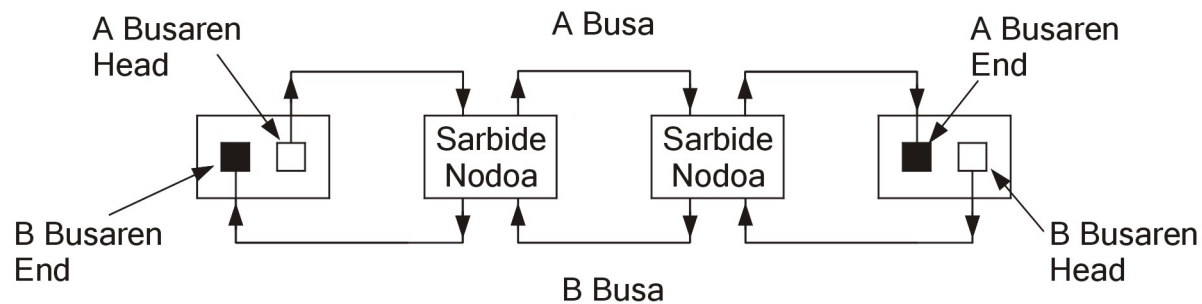 A Busaren
Head
A Busa
A Busaren
End
Sarbide
Nodoa
Sarbide
Nodoa
B Busaren
End
B Busa
B Busaren
Head